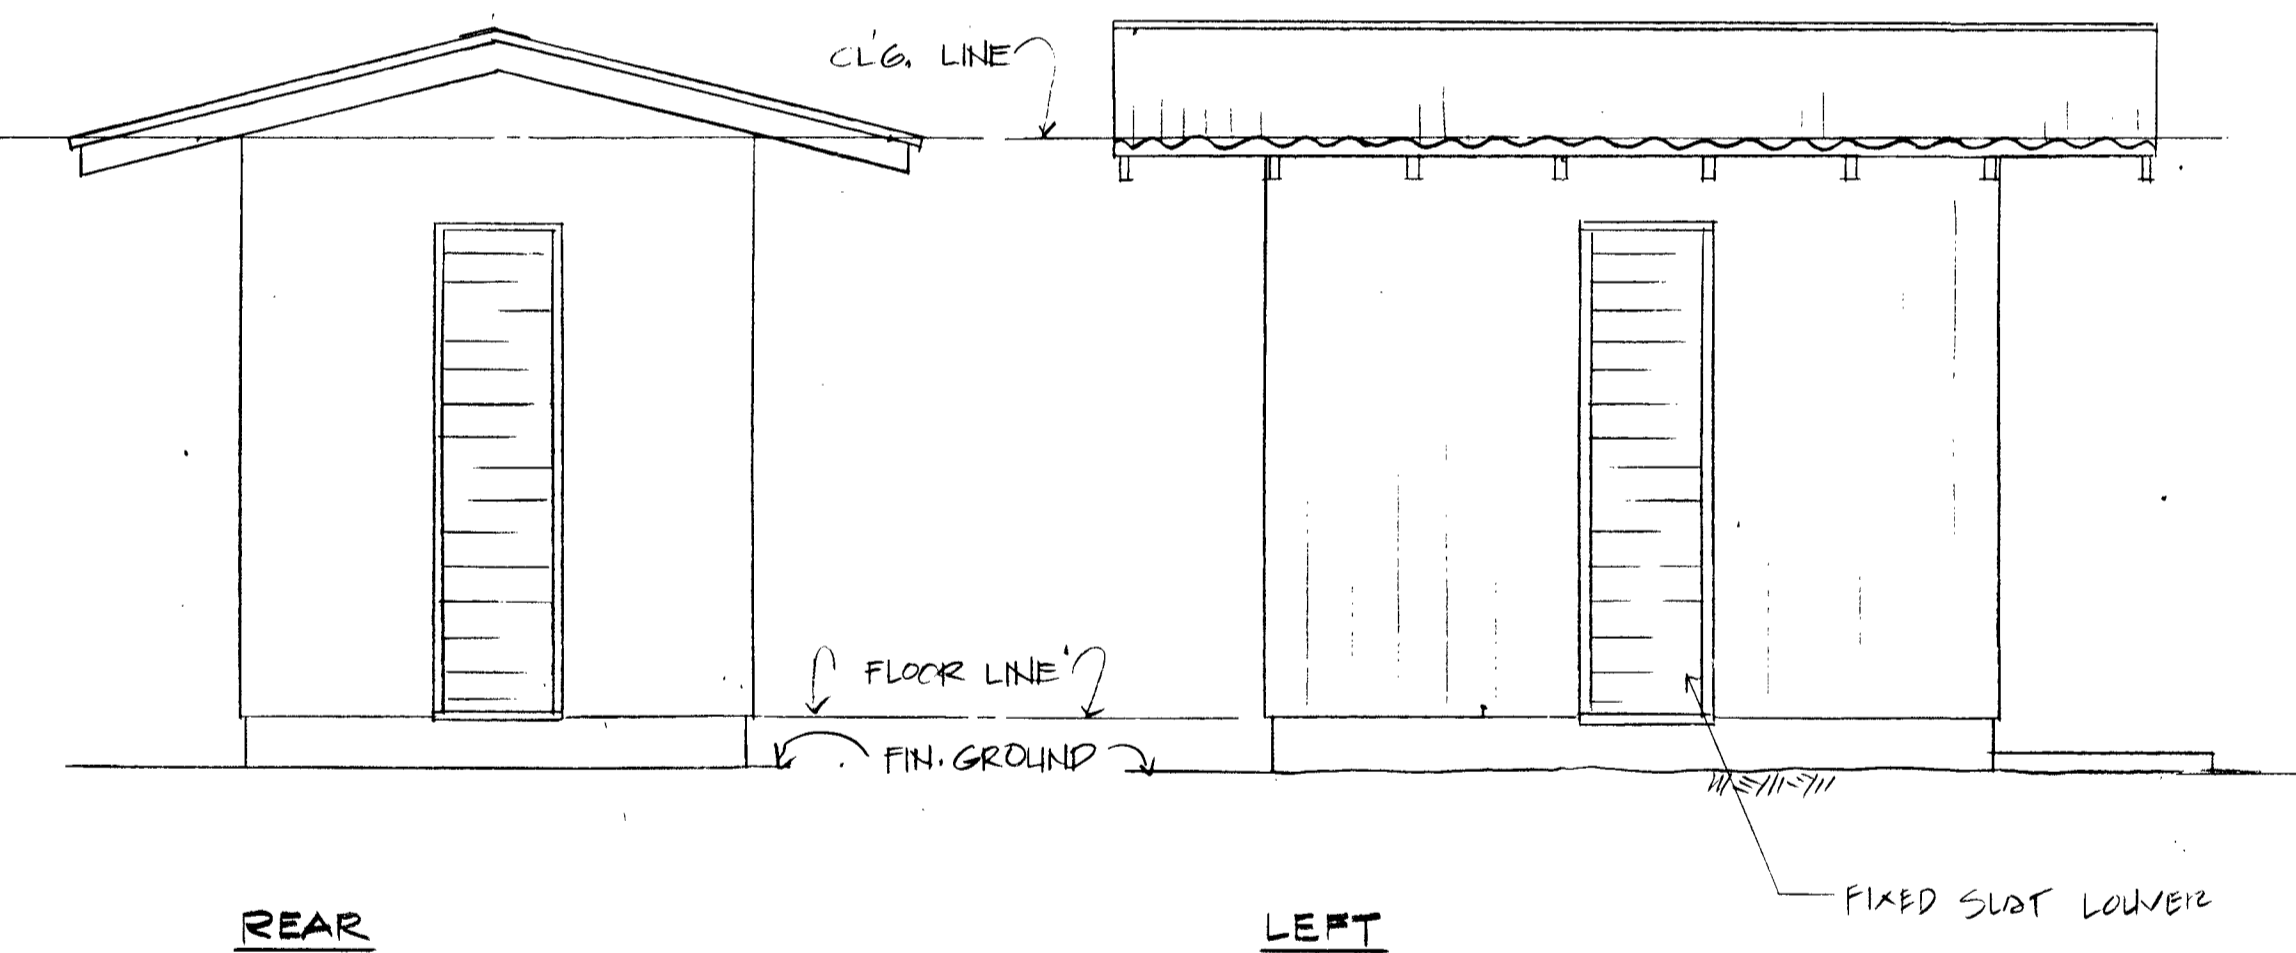 CL'G. LINE
FLOOR LINE
FIN. GROUND
FIXED SLAT LOUVER
REAR
LEFT